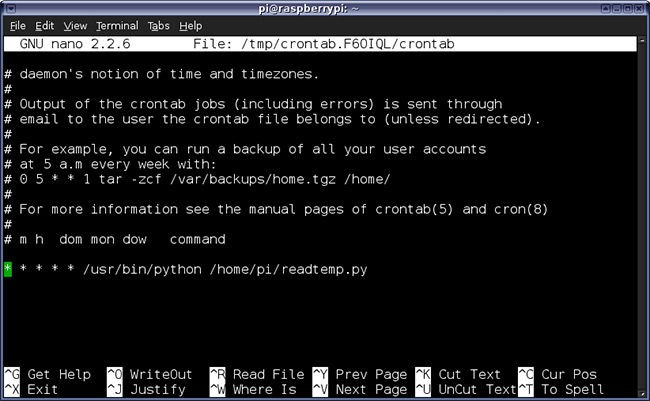 pi@raspberrypi: ~
File Edit View Terminal Tabs Help
GNU nano 2.2.6 File: /tmp/crontab.F6OIQL/crontab
# daemon's notion of time and timezones.
#
# Output of the crontab jobs (including errors) is sent through
# email to the user the crontab file belongs to (unless redirected).
#
# For example, you can run a backup of all your user accounts
# at 5 a.m every week with:
# 0 5 * * 1 tar -zcf /var/backups/home.tgz /home/
#
# For more information see the manual pages of crontab(5) and cron(8)
#
# m h  dom mon dow   command
* * * * * /usr/bin/python /home/pi/readtemp.py
^G Get Help ^O WriteOut ^R Read File ^Y Prev Page ^K Cut Text ^C Cur Pos
^X Exit ^J Justify ^W Where Is ^V Next Page ^U UnCut Text ^T To Spell